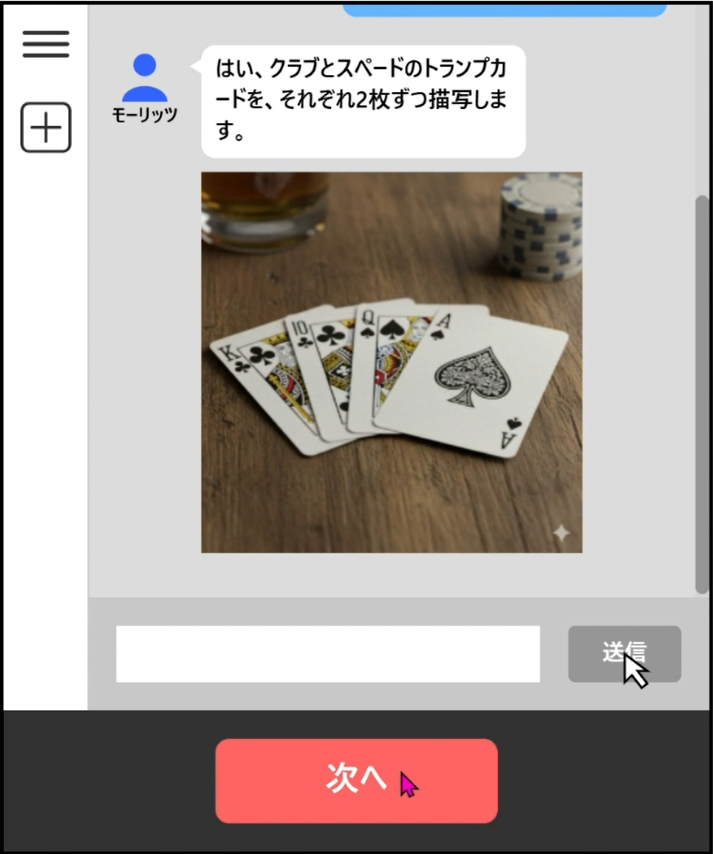 はい、クラブとスペードのトランプカ
ードを、それぞれ2枚ずつ描写しま
す。
モーリッツ
K
10
Q
A
A
送信
次へ